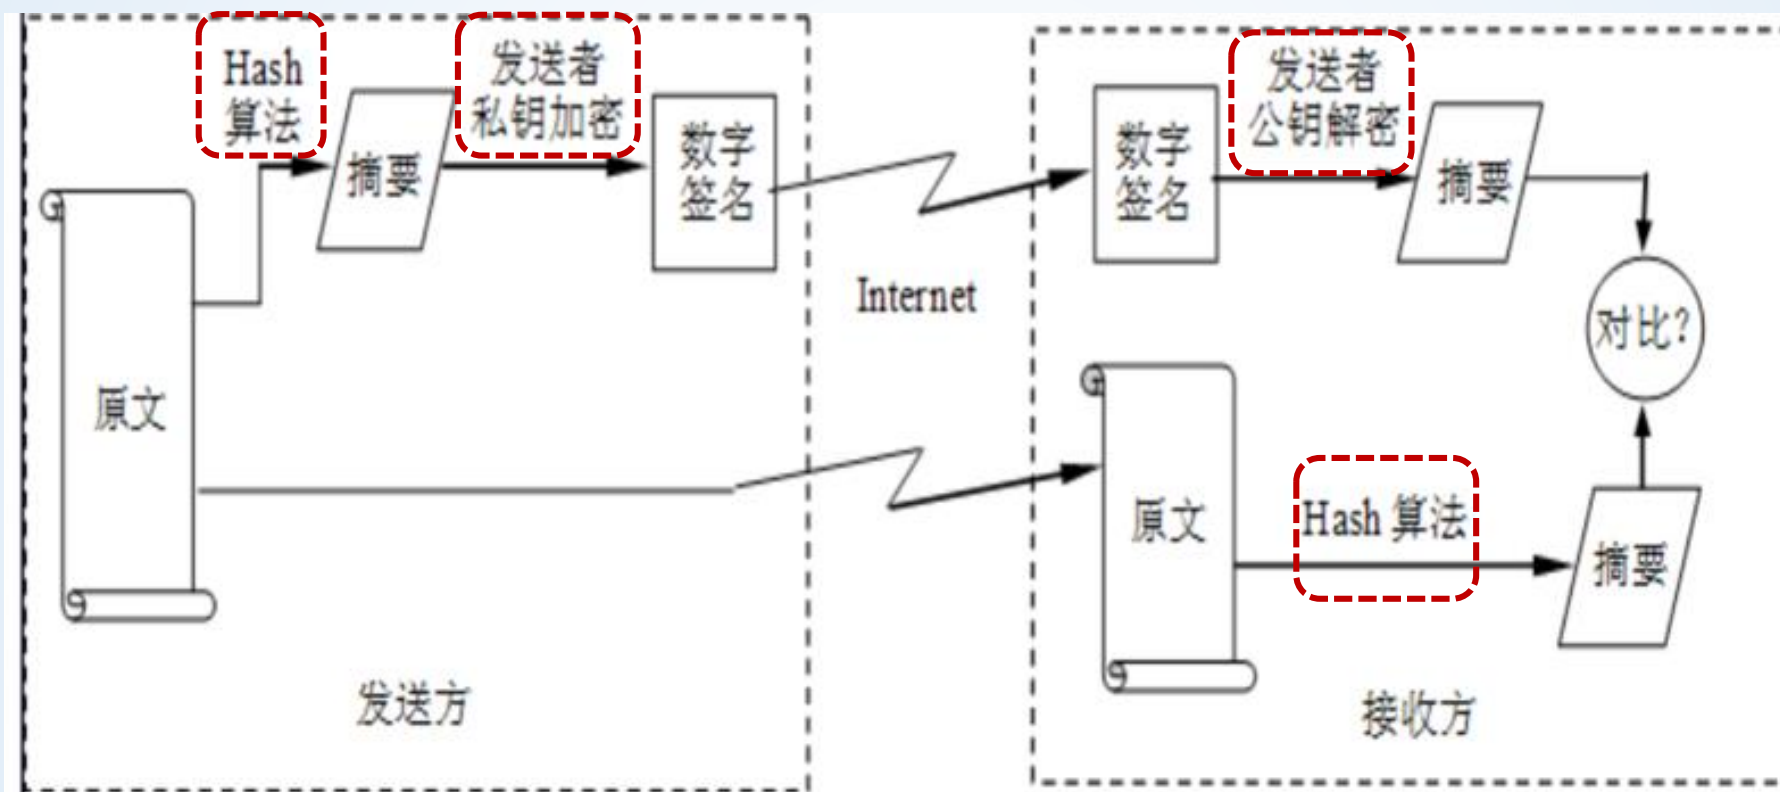 Hash
算法
发送者
私钥加密
摘要
数字
签名
原文
发送方
Internet
数字
签名
发送者
公钥解密
摘要
对比?
原文
Hash 算法
摘要
接收方